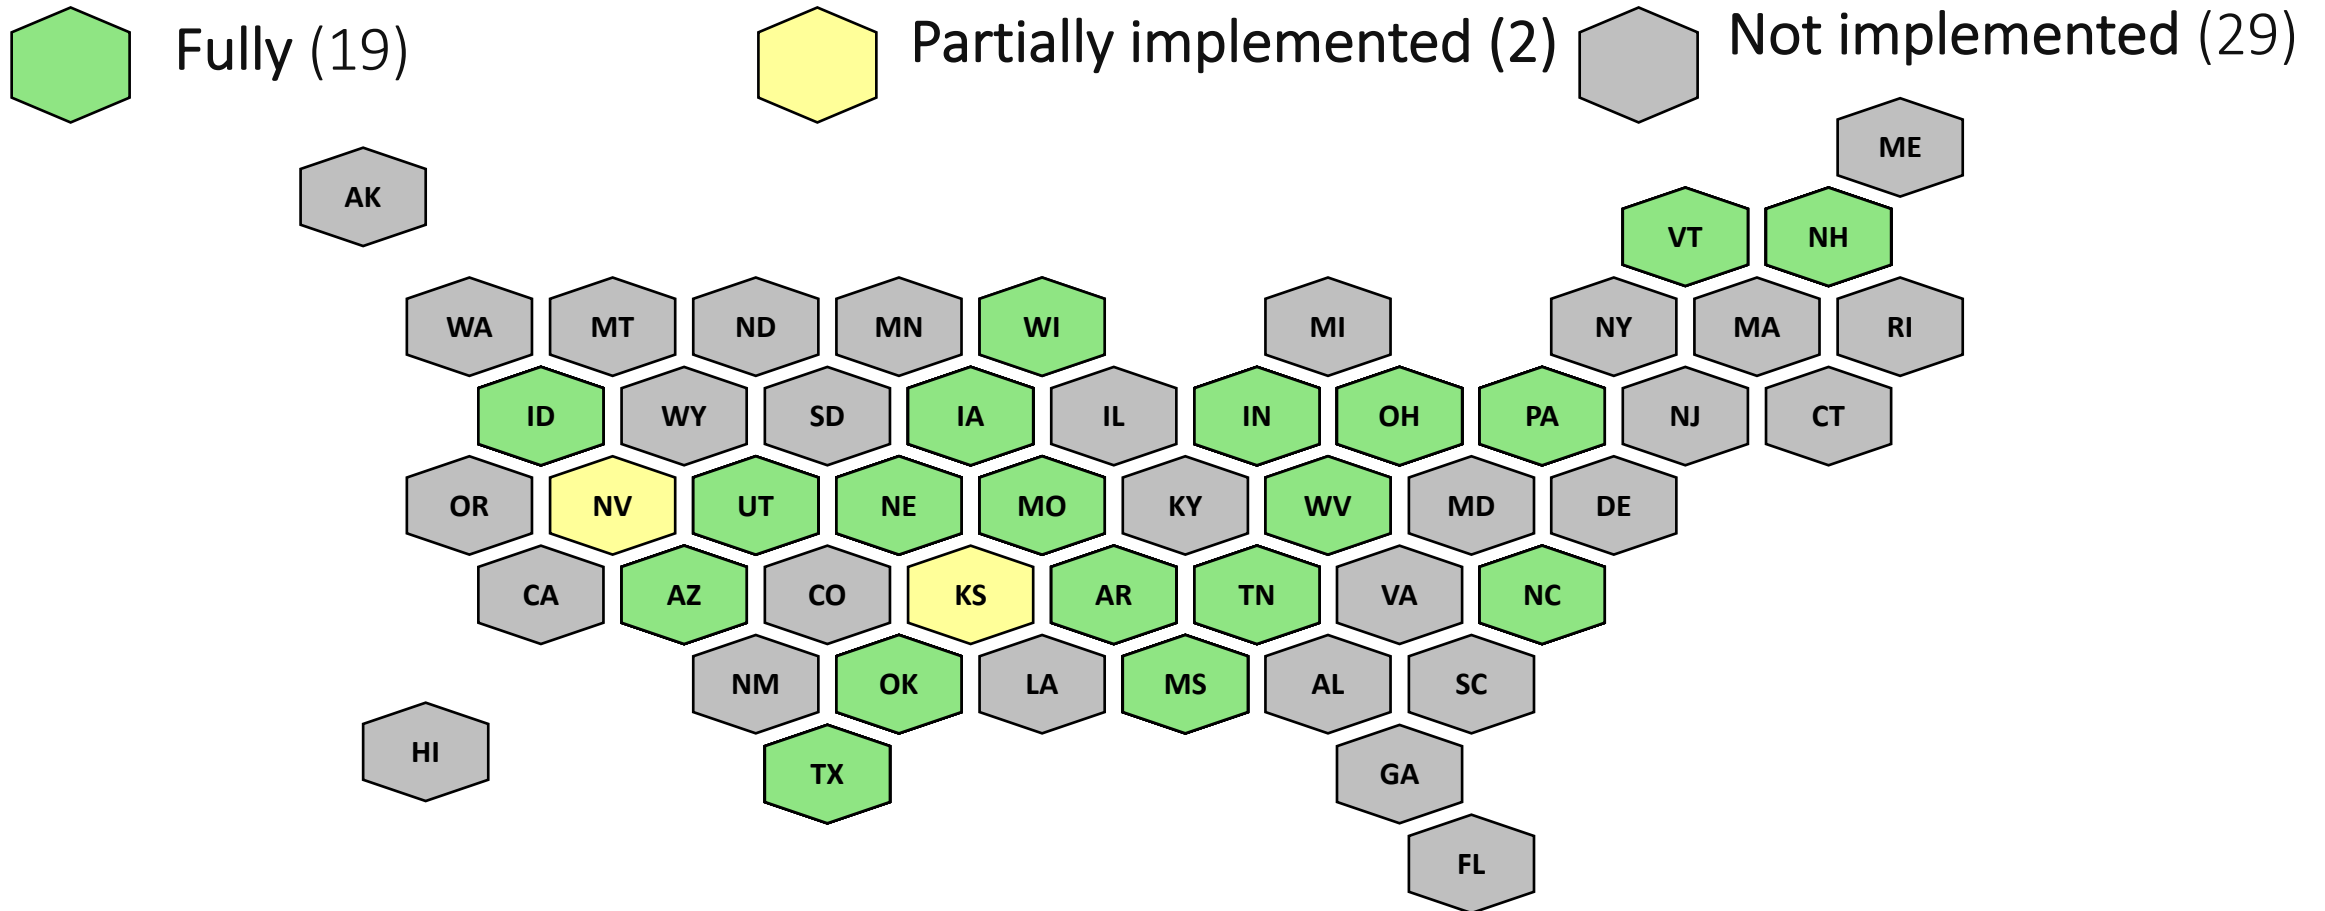 Fully (19)
Partially implemented (2)
Not implemented (29)
ME
AK
VT NH
WA MT ND MN WI MI NY MA RI
ID WY SD IA IL IN OH PA NJ CT
OR NV UT NE MO KY WV MD DE
CA AZ CO KS AR TN VA NC
NM OK LA MS AL SC
HI
TX GA
FL